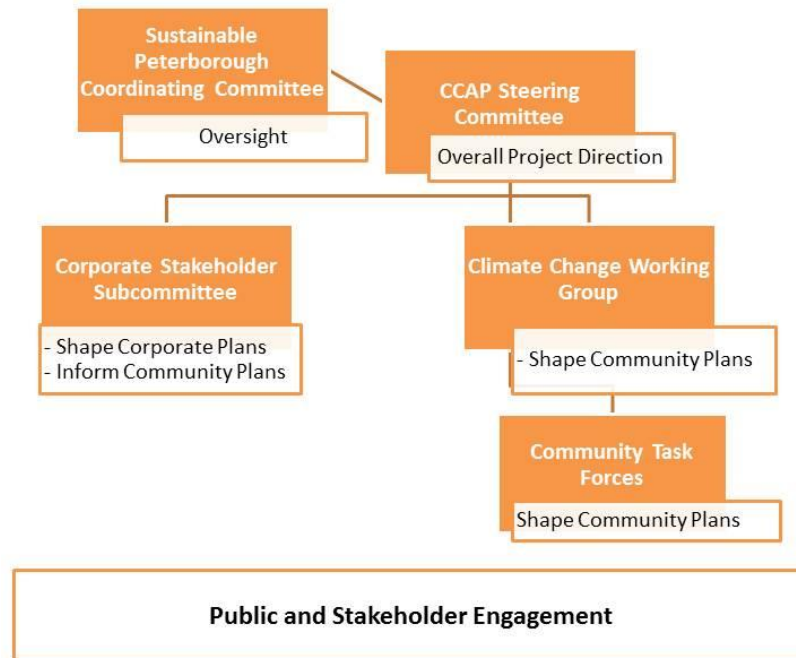 Sustainable
Peterborough
Coordinating Committee
Oversight
CCAP Steering
Committee
Overall Project Direction
Corporate Stakeholder
Subcommittee
- Shape Corporate Plans
- Inform Community Plans
Climate Change Working
Group
- Shape Community Plans
Community Task
Forces
Shape Community Plans
Public and Stakeholder Engagement